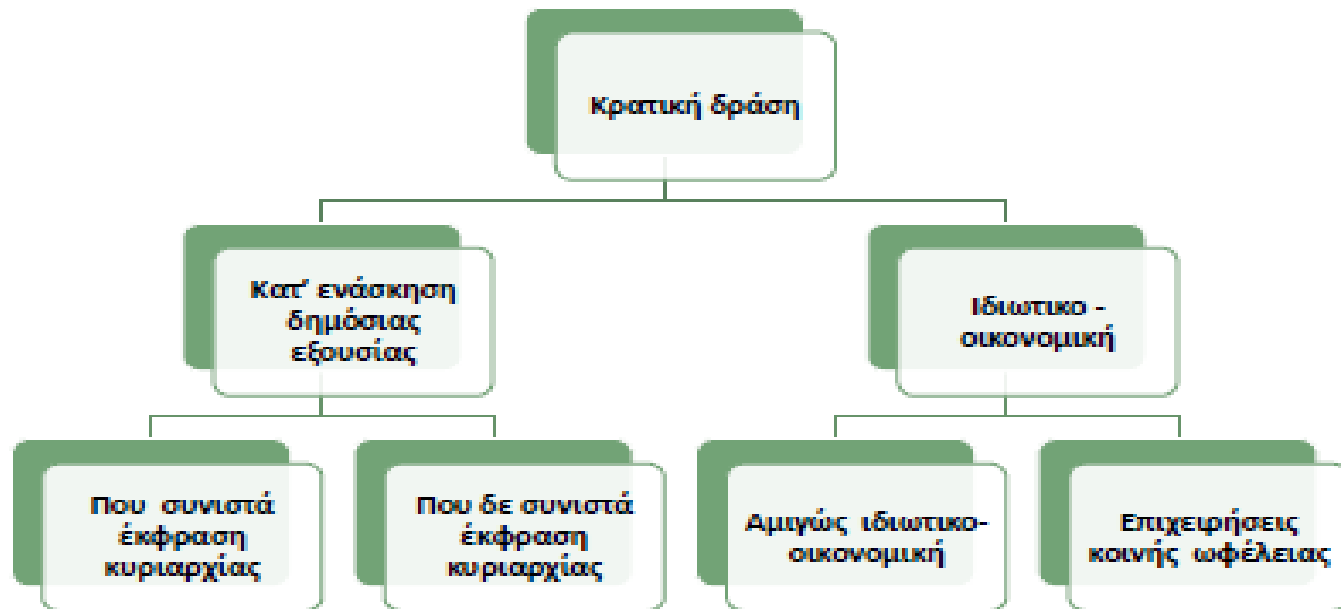 Κρατική δράση
Κατ' ενάσκηση
δημόσιας
εξουσίας
Ιδιωτικο -
οικονομική
Που συνιστά
έκφραση
κυριαρχίας
Που δε συνιστά
έκφραση
κυριαρχίας
Αμιγώς ιδιωτικο-
οικονομική
Επιχειρήσεις
κοινής ωφέλειας